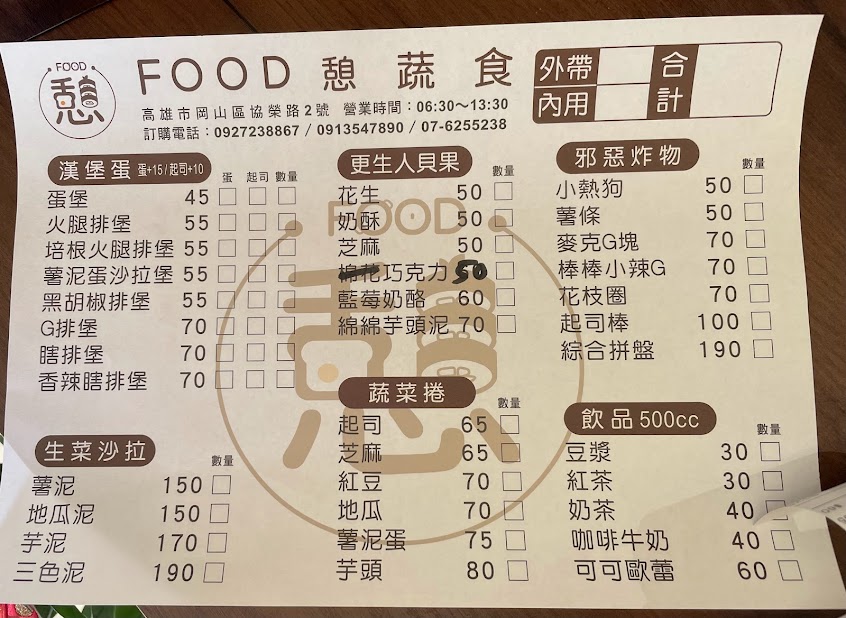 FOOD
憩
FOOD 憩蔬食
高雄市岡山區協榮路2號 營業時間：06:30～13:30
訂購電話：0927238867 / 0913547890 / 07-6255238
外帶
內用
合計
漢堡蛋 蛋+15/起司+10 蛋 起司 數量
蛋堡 45
火腿排堡 55
培根火腿排堡 55
薯泥蛋沙拉堡 55
黑胡椒排堡 55
G排堡 70
瞎排堡 70
香辣瞎排堡 70
生菜沙拉 數量
薯泥 150
地瓜泥 150
芋泥 170
三色泥 190
更生人貝果 數量
花生 50
奶酥 50
芝麻 50
棉花巧克力 50
藍莓奶酪 60
綿綿芋頭泥 70
蔬菜捲 數量
起司 65
芝麻 65
紅豆 70
地瓜 70
薯泥蛋 75
芋頭 80
邪惡炸物 數量
小熱狗 50
薯條 50
麥克G塊 70
棒棒小辣G 70
花枝圈 70
起司棒 100
綜合拼盤 190
飲品500cc 數量
豆漿 30
紅茶 30
奶茶 40
咖啡牛奶 40
可可歐蕾 60
FOOD
憩